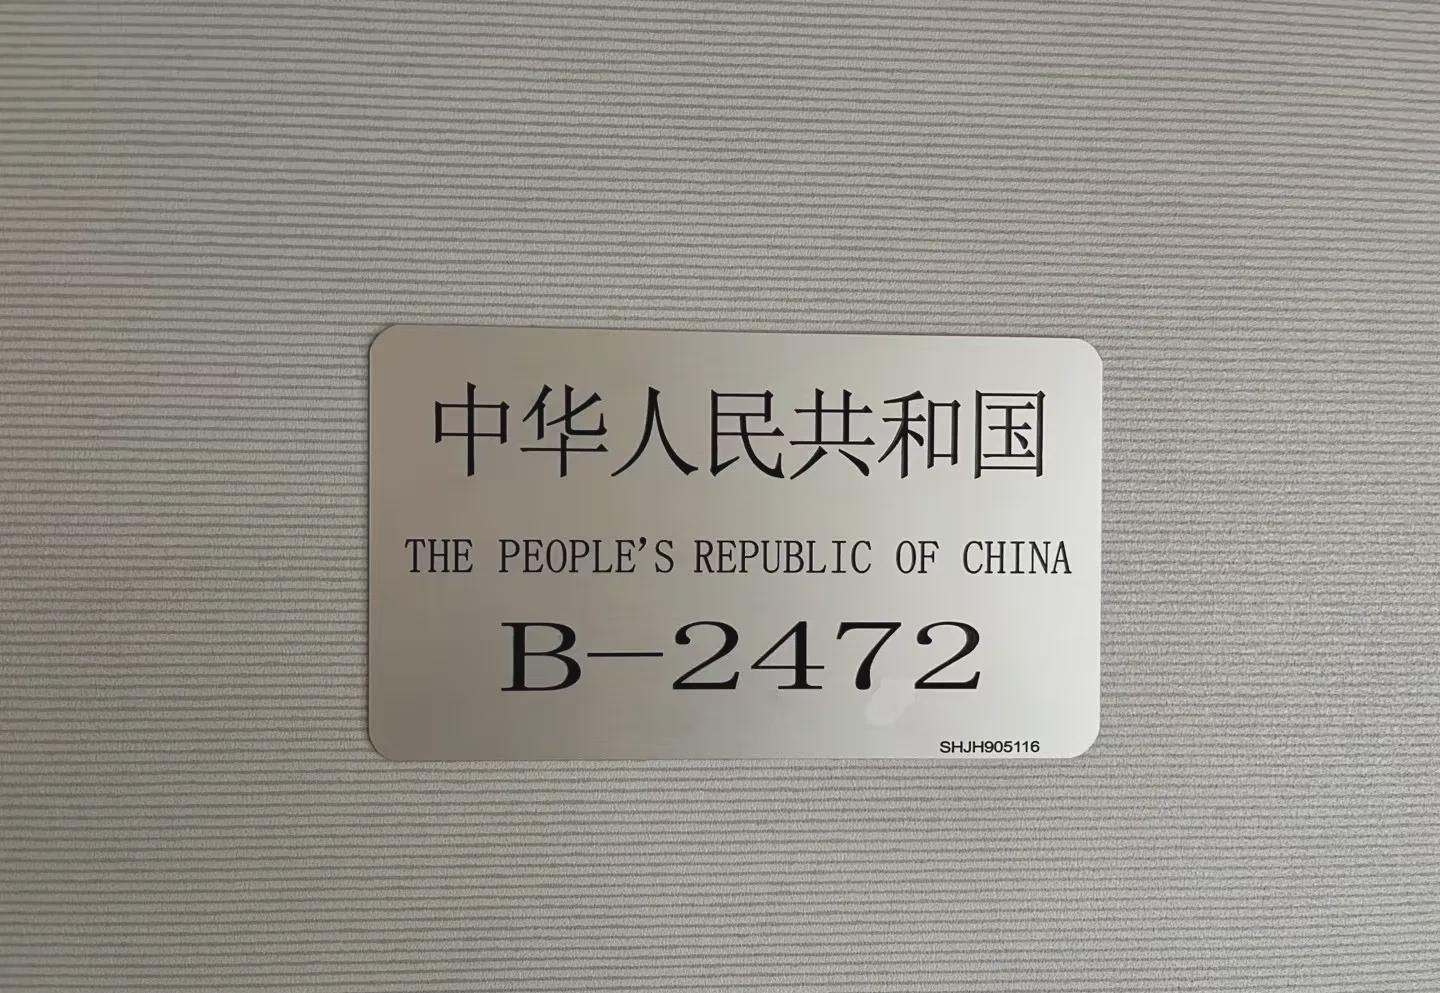 中华人民共和国
THE PEOPLE'S REPUBLIC OF CHINA
B-2472
SHJH905116